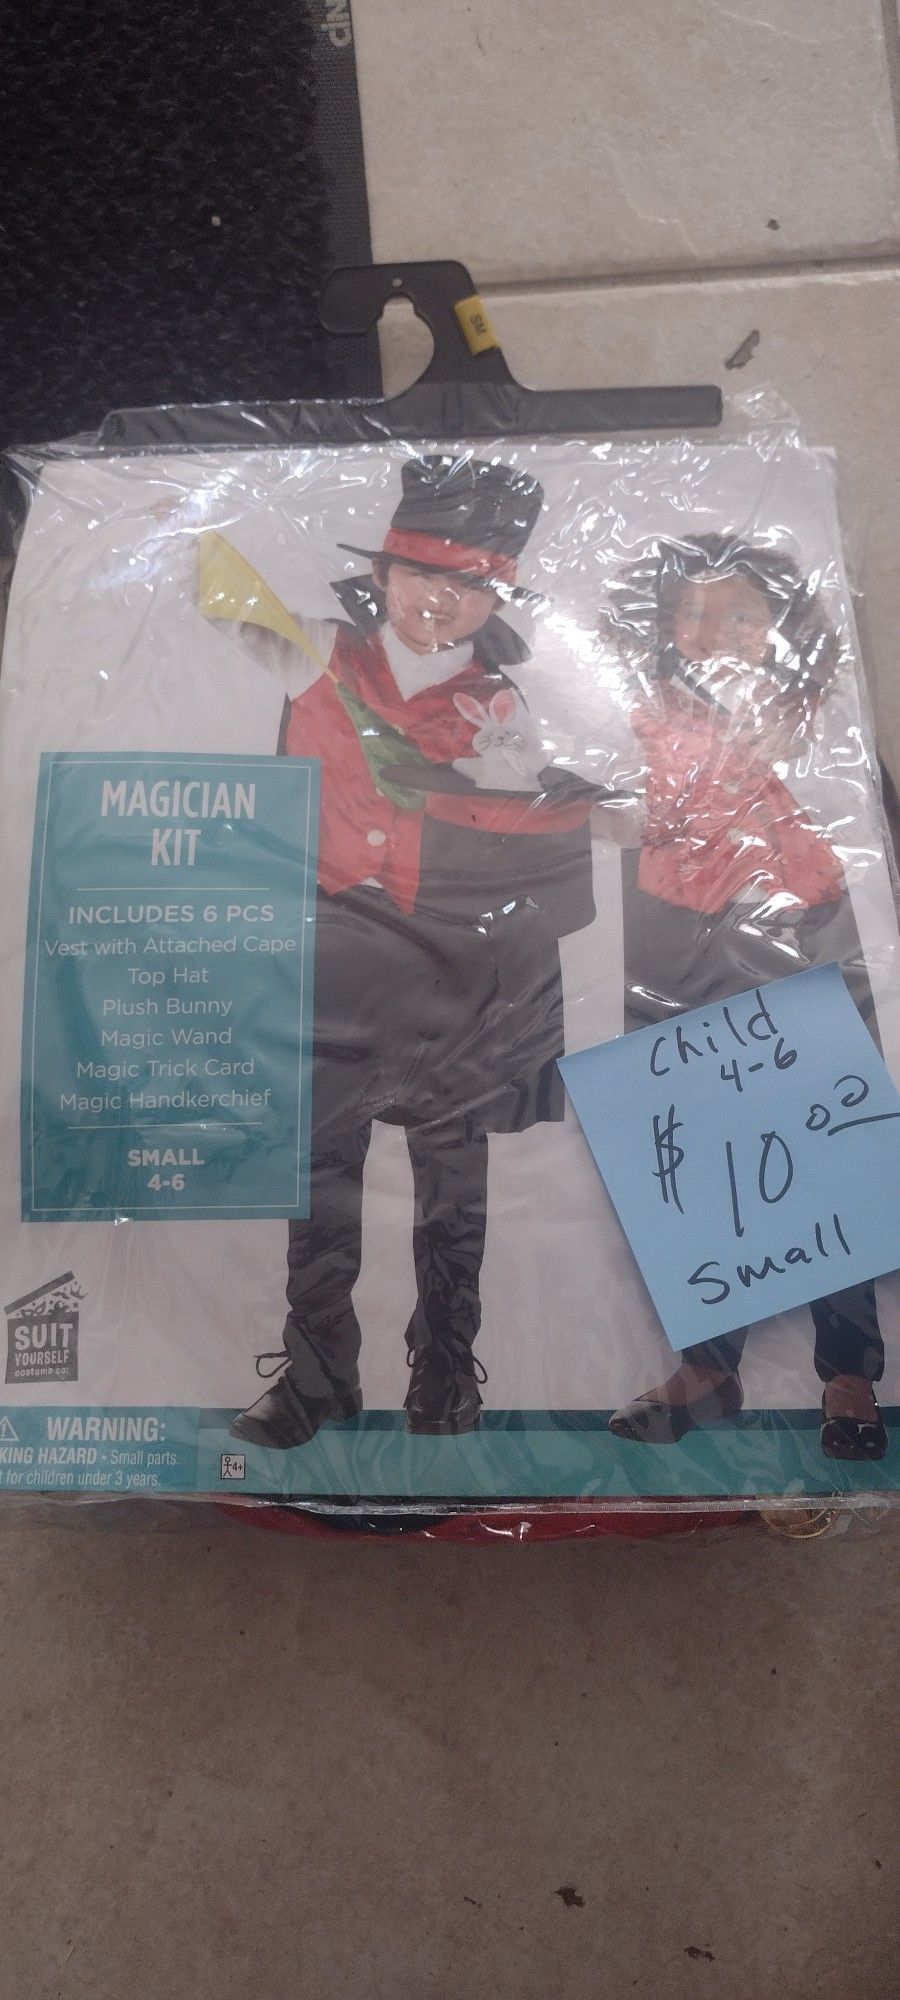 SM
MAGICIAN
KIT
INCLUDES 6 PCS
Vest with Attached Cape
Top Hat
Plush Bunny
Magic Wand
Magic Trick Card
Magic Handkerchief
SMALL
4-6
Child
4-6
$ 10 00
Small
SUIT
YOURSELF
costume co.
WARNING:
KING HAZARD - Small parts.
t for children under 3 years.
4+